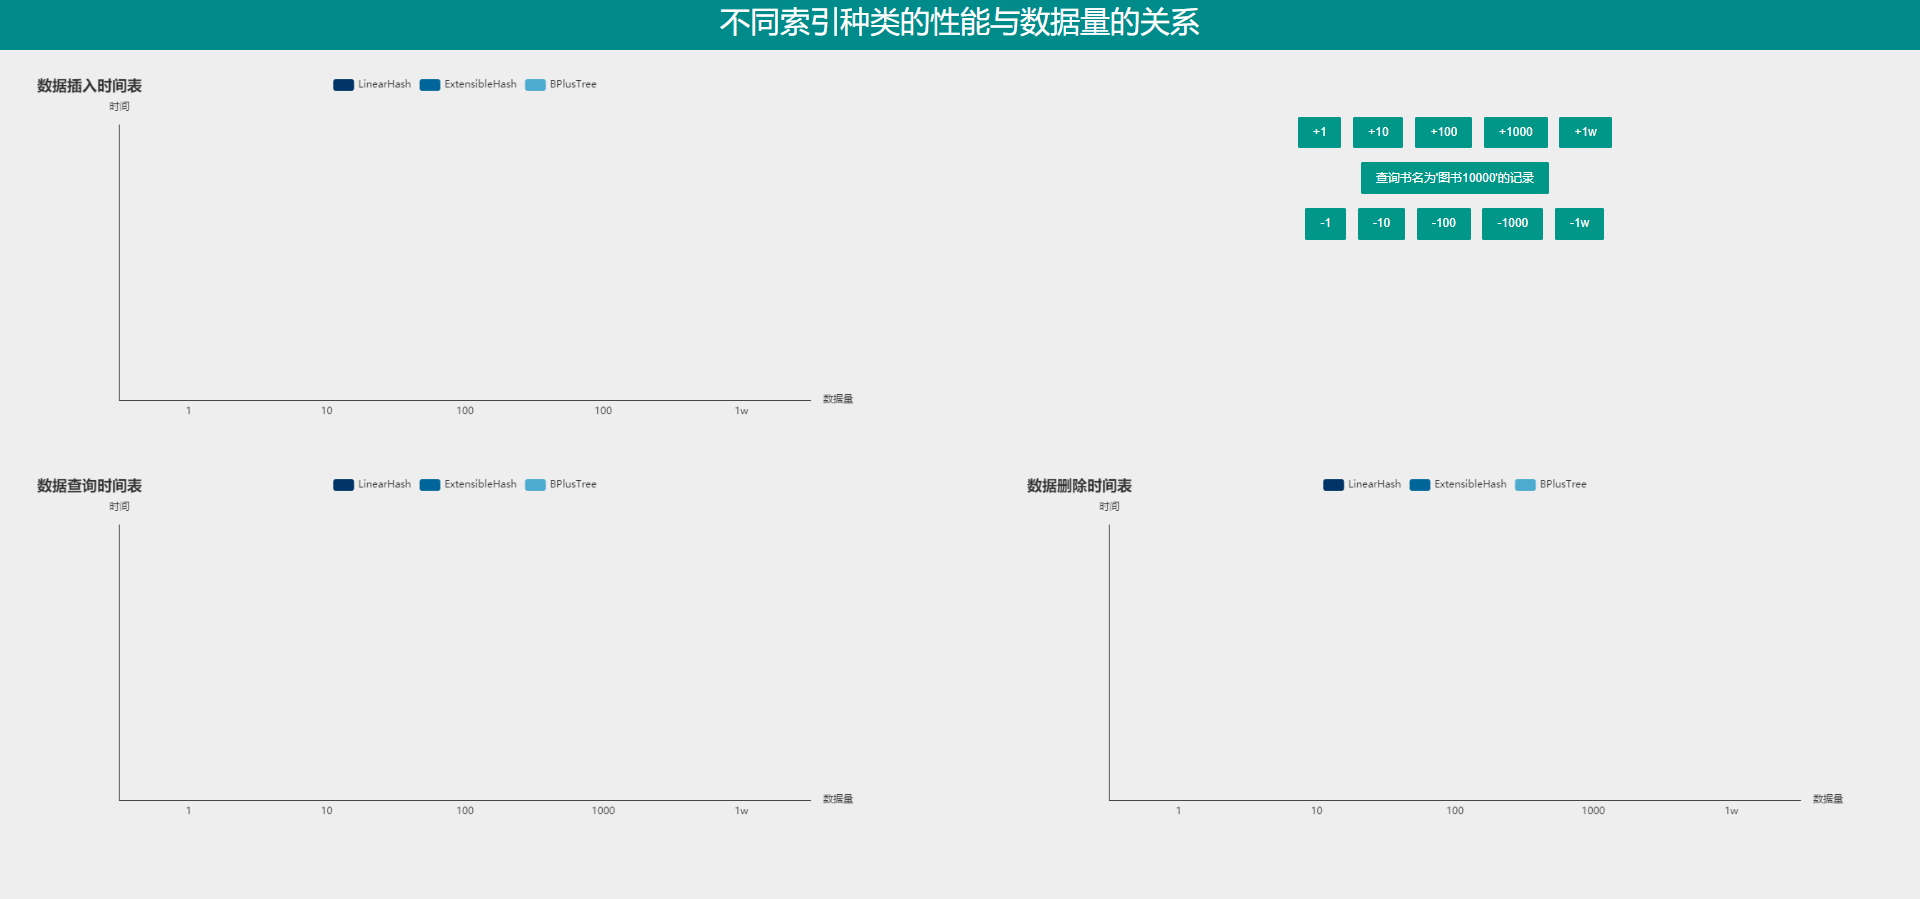 不同索引种类的性能与数据量的关系
数据插入时间表
LinearHash ExtensibleHash BPlusTree
时间
1 10 100 100 1w
数据量
+1 +10 +100 +1000 +1w
查询书名为'图书10000'的记录
-1 -10 -100 -1000 -1w
数据查询时间表
LinearHash ExtensibleHash BPlusTree
时间
1 10 100 1000 1w
数据量
数据删除时间表
LinearHash ExtensibleHash BPlusTree
时间
1 10 100 1000 1w
数据量